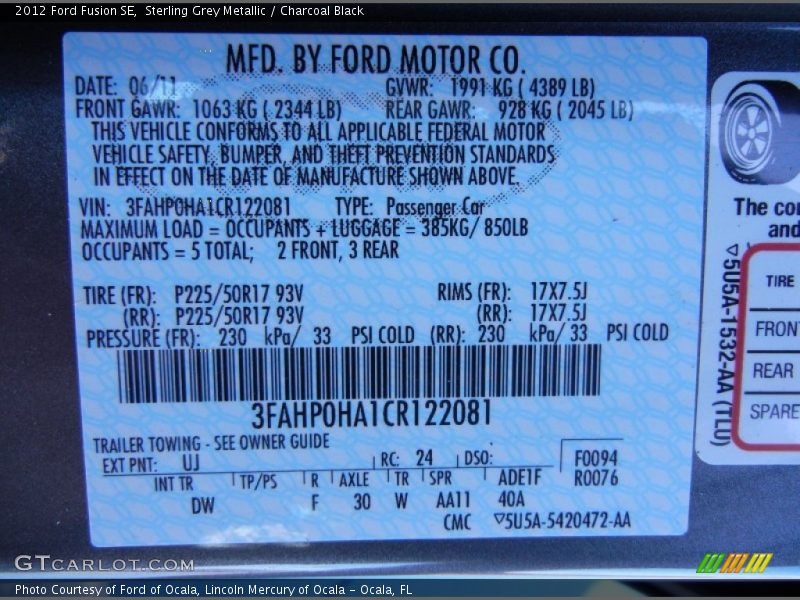 2012 Ford Fusion SE, Sterling Grey Metallic / Charcoal Black
MFD. BY FORD MOTOR CO.
DATE: 06/11 GVWR: 1991 KG ( 4389 LB)
FRONT GAWR: 1063 KG ( 2344 LB) REAR GAWR: 928 KG ( 2045 LB)
THIS VEHICLE CONFORMS TO ALL APPLICABLE FEDERAL MOTOR
VEHICLE SAFETY, BUMPER, AND THEFT PREVENTION STANDARDS
IN EFFECT ON THE DATE OF MANUFACTURE SHOWN ABOVE.
VIN: 3FAHP0HA1CR122081 TYPE: Passenger Car
MAXIMUM LOAD = OCCUPANTS + LUGGAGE = 385KG/ 850LB
OCCUPANTS = 5 TOTAL; 2 FRONT, 3 REAR
TIRE (FR): P225/50R17 93V RIMS (FR): 17X7.5J
(RR): P225/50R17 93V (RR): 17X7.5J
PRESSURE (FR): 230 kPa/ 33 PSI COLD (RR): 230 kPa/ 33 PSI COLD
3FAHP0HA1CR122081
TRAILER TOWING - SEE OWNER GUIDE
EXT PNT: UJ RC: 24 DSO: F0094
INT TR TP/PS R AXLE TR SPR ADE1F R0076
DW F 30 W AA11 40A
CMC ▽5U5A-5420472-AA
The co
and
▽5U5A-1532-AA (TLU)
TIRE
FRONT
REAR
SPARE
GTCARLOT.COM
Photo Courtesy of Ford of Ocala, Lincoln Mercury of Ocala – Ocala, FL